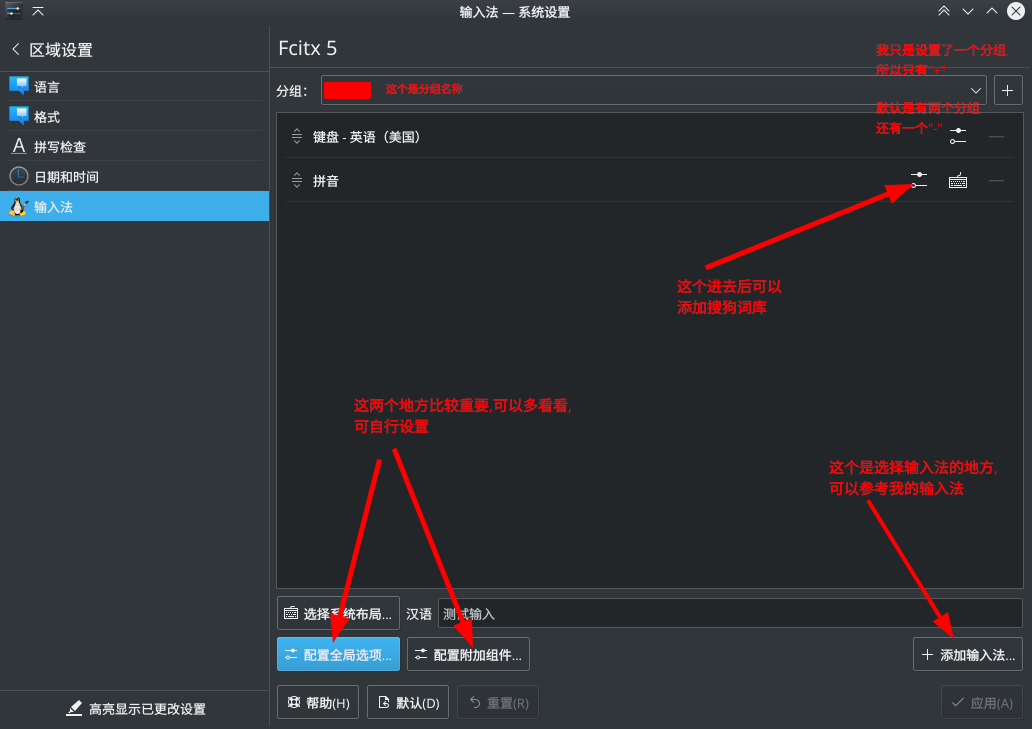 输入法 — 系统设置
区域设置
语言
格式
拼写检查
日期和时间
输入法
高亮显示已更改设置
Fcitx 5
我只是设置了一个分组
所以只有"+"
分组：
这个是分组名称
默认是有两个分组
还有一个"-"
键盘 - 英语（美国）
拼音
这个进去后可以
添加搜狗词库
这两个地方比较重要,可以多看看,
可自行设置
这个是选择输入法的地方,
可以参考我的输入法
选择系统布局...
汉语
测试输入
配置全局选项...
配置附加组件...
添加输入法...
帮助(H)
默认(D)
重置(R)
应用(A)